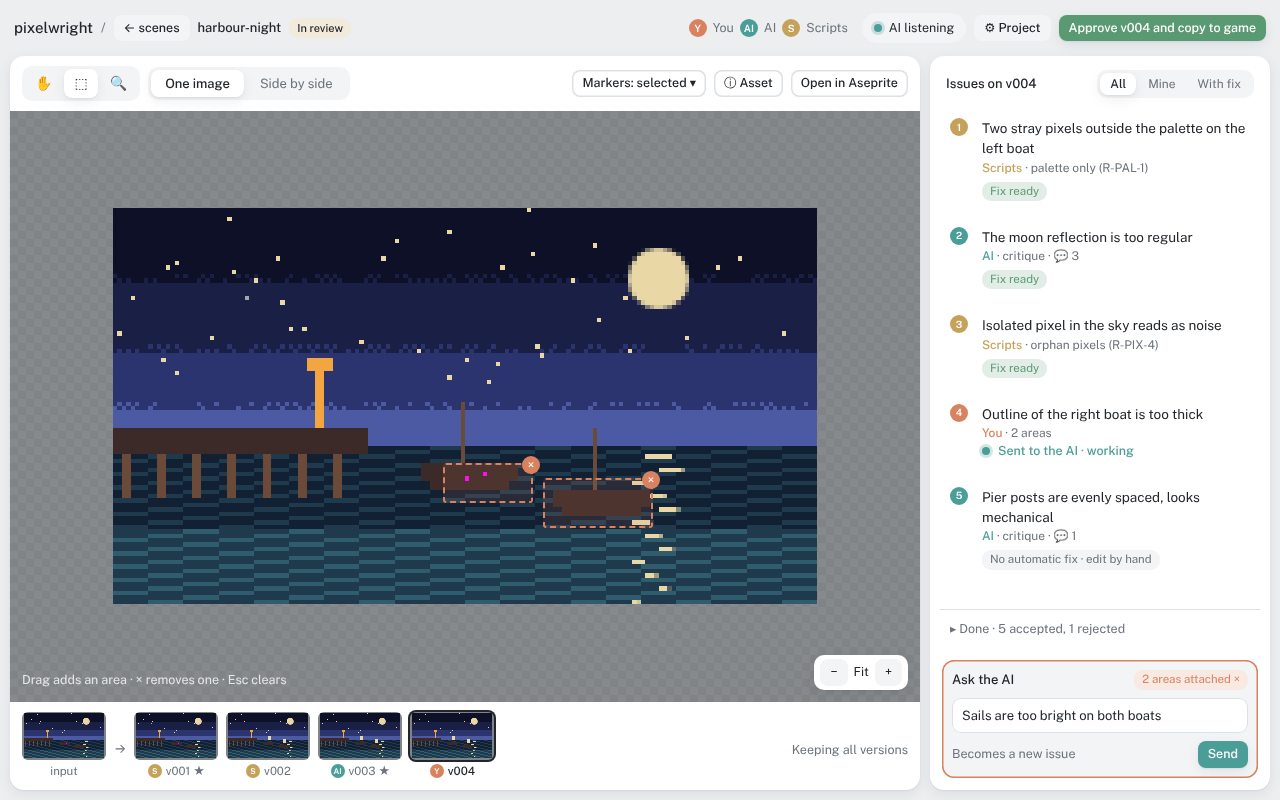 pixelwright / ← scenes harbour-night In review Y You AI AI S Scripts AI listening ⚙ Project Approve v004 and copy to game
One image Side by side Markers: selected ▾ ⓘ Asset Open in Aseprite
Drag adds an area · × removes one · Esc clears
− Fit +
input → S v001 ★ S v002 AI v003 ★ Y v004
Keeping all versions
Issues on v004 All Mine With fix
1 Two stray pixels outside the palette on the
left boat
Scripts · palette only (R-PAL-1)
Fix ready
2 The moon reflection is too regular
AI · critique · 💬 3
Fix ready
3 Isolated pixel in the sky reads as noise
Scripts · orphan pixels (R-PIX-4)
Fix ready
4 Outline of the right boat is too thick
You · 2 areas
Sent to the AI · working
5 Pier posts are evenly spaced, looks
mechanical
AI · critique · 💬 1
No automatic fix · edit by hand
▸ Done · 5 accepted, 1 rejected
Ask the AI 2 areas attached ×
Sails are too bright on both boats
Becomes a new issue Send